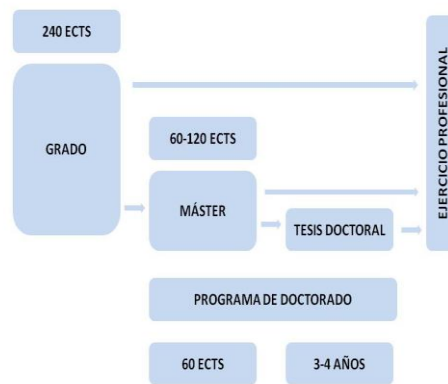 240 ECTS
GRADO
60-120 ECTS
MÁSTER
TESIS DOCTORAL
EJERCICIO PROFESIONAL
PROGRAMA DE DOCTORADO
60 ECTS
3-4 AÑOS